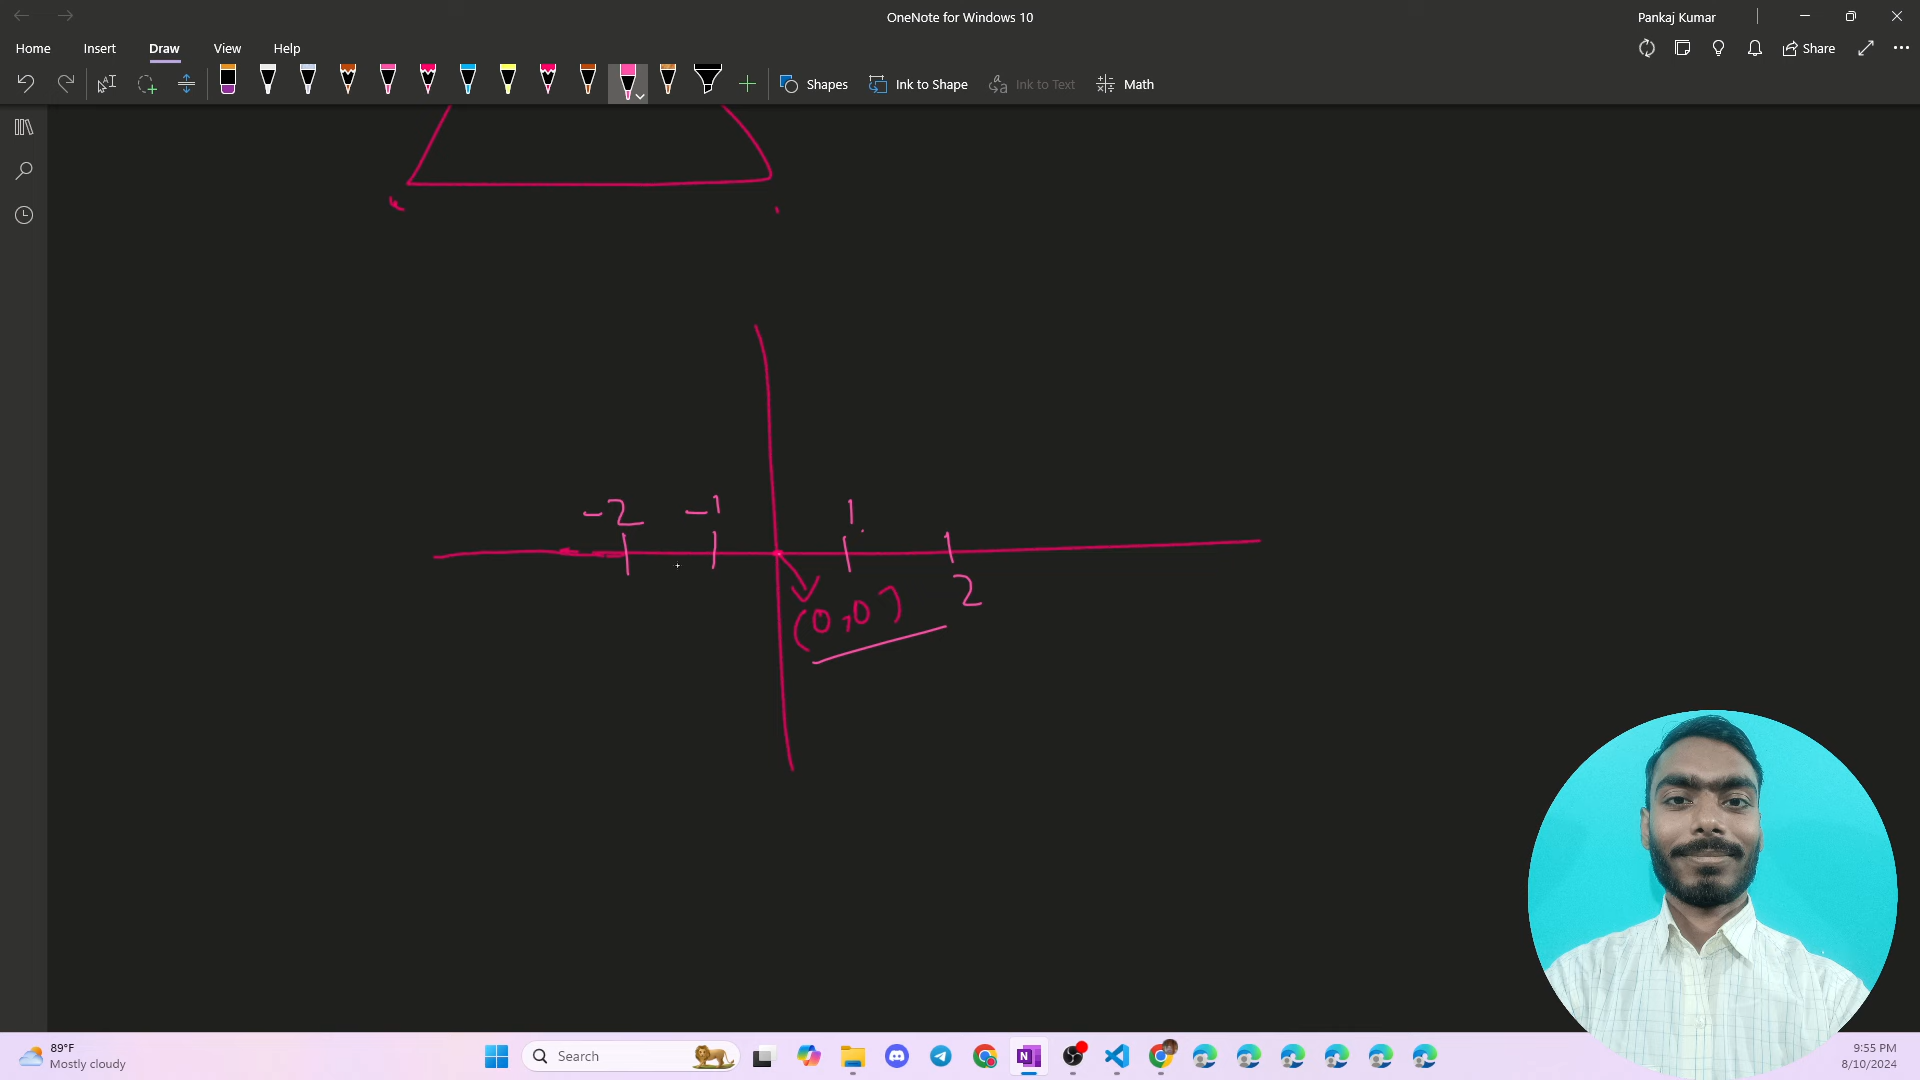 OneNote for Windows 10
Pankaj Kumar
Home Insert Draw View Help
Share
Shapes Ink to Shape Ink to Text Math
-2 -1 1
2
(0,0)
89°F
Mostly cloudy
Search
9:55 PM
8/10/2024